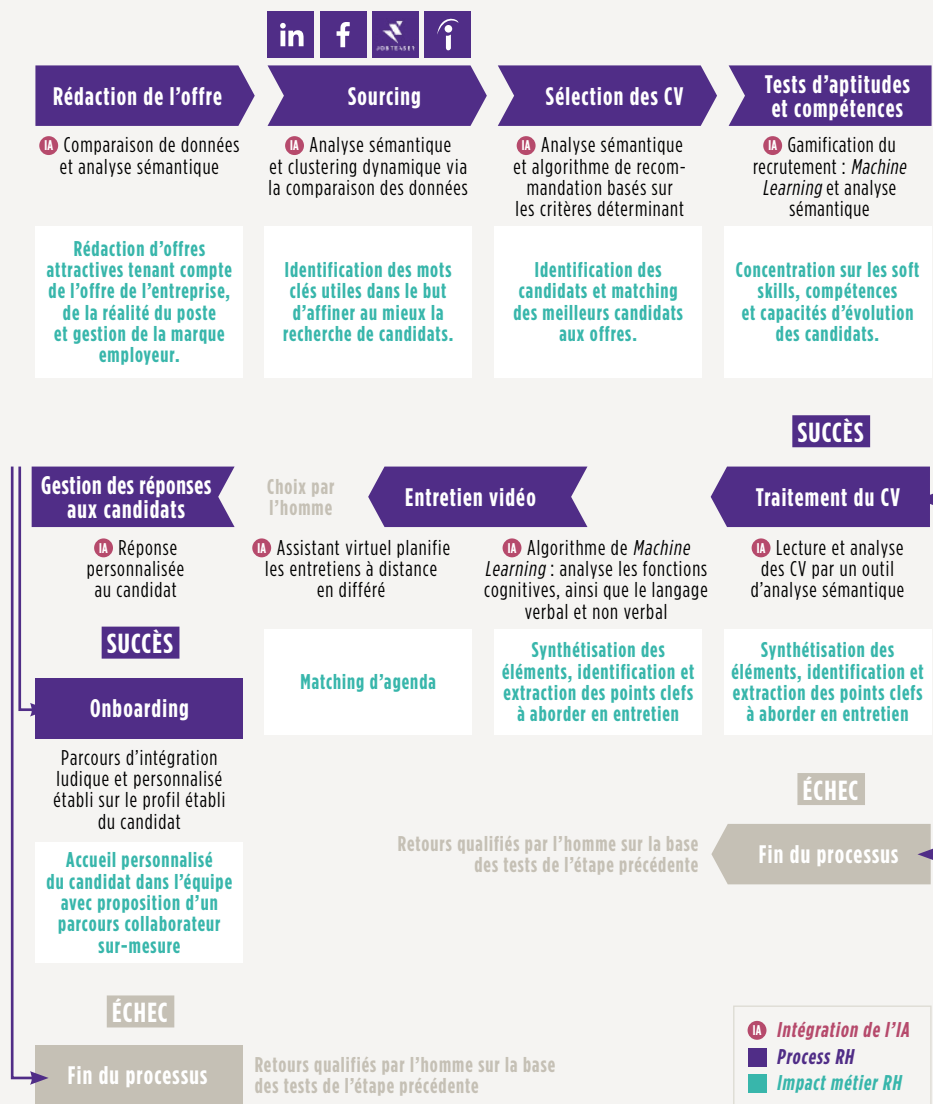 in
f
JOBTEASER
i
Rédaction de l'offre
Sourcing
Sélection des CV
Tests d'aptitudes
et compétences
IA Comparaison de données
et analyse sémantique
IA Analyse sémantique
et clustering dynamique via
la comparaison des données
IA Analyse sémantique
et algorithme de recom-
mandation basés sur
les critères déterminant
IA Gamification du
recrutement : Machine
Learning et analyse
sémantique
Rédaction d'offres
attractives tenant compte
de l'offre de l'entreprise,
de la réalité du poste
et gestion de la marque
employeur.
Identification des mots
clés utiles dans le but
d'affiner au mieux la
recherche de candidats.
Identification des
candidats et matching
des meilleurs candidats
aux offres.
Concentration sur les soft
skills, compétences
et capacités d'évolution
des candidats.
SUCCÈS
Traitement du CV
Entretien vidéo
Choix par
l'homme
Gestion des réponses
aux candidats
IA Lecture et analyse
des CV par un outil
d'analyse sémantique
IA Algorithme de Machine
Learning : analyse les fonctions
cognitives, ainsi que le langage
verbal et non verbal
IA Assistant virtuel planifie
les entretiens à distance
en différé
IA Réponse
personnalisée
au candidat
Synthétisation des
éléments, identification et
extraction des points clefs
à aborder en entretien
Synthétisation des
éléments, identification et
extraction des points clefs
à aborder en entretien
Matching d'agenda
SUCCÈS
Onboarding
Parcours d'intégration
ludique et personnalisé
établi sur le profil établi
du candidat
Accueil personnalisé
du candidat dans l'équipe
avec proposition d'un
parcours collaborateur
sur-mesure
ÉCHEC
Fin du processus
Retours qualifiés par l'homme sur la base
des tests de l'étape précédente
ÉCHEC
Fin du processus
Retours qualifiés par l'homme sur la base
des tests de l'étape précédente
IA Intégration de l'IA
Process RH
Impact métier RH